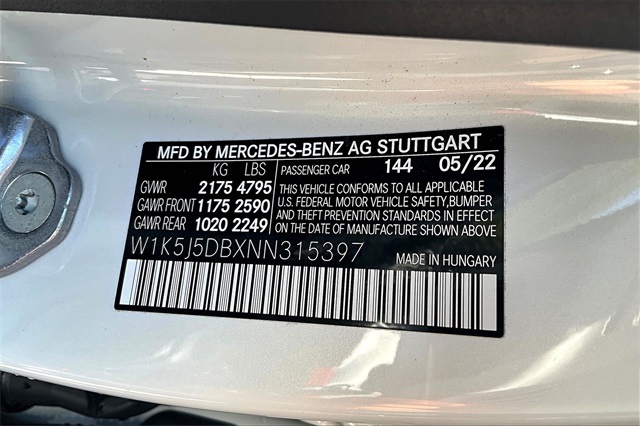 MFD BY MERCEDES-BENZ AG STUTTGART
KG LBS PASSENGER CAR 144 05/22
GVWR 2175 4795
GAWR FRONT 1175 2590
GAWR REAR 1020 2249
THIS VEHICLE CONFORMS TO ALL APPLICABLE
U.S. FEDERAL MOTOR VEHICLE SAFETY,BUMPER
AND THEFT PREVENTION STANDARDS IN EFFECT
ON THE DATE OF MANUFACTURE SHOWN ABOVE.
W1K5J5DBXNN315397
MADE IN HUNGARY